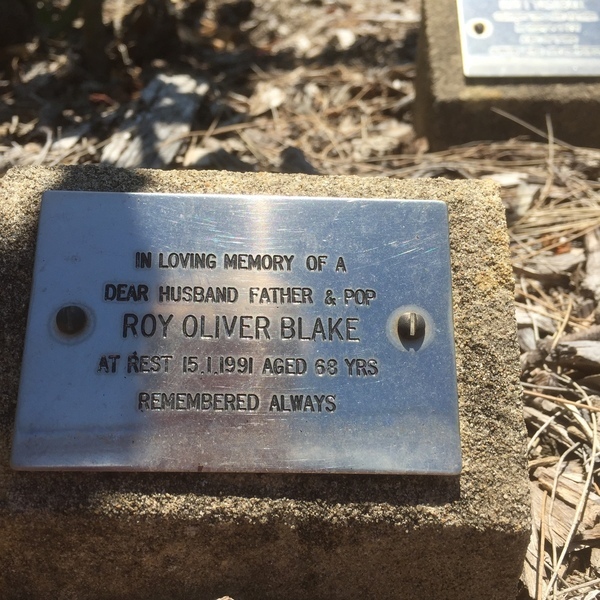 IN LOVING MEMORY OF A
DEAR HUSBAND FATHER & POP
ROY OLIVER BLAKE
AT REST 15.1.1991 AGED 68 YRS
REMEMBERED ALWAYS